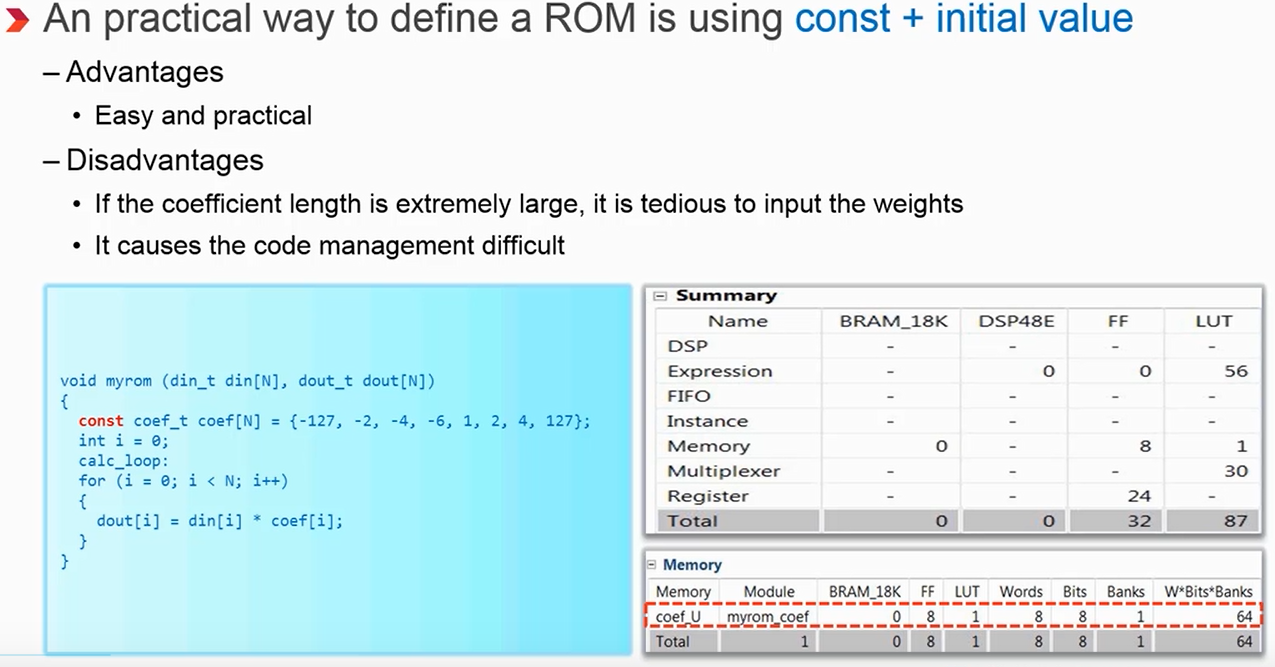 An practical way to define a ROM is using const + initial value
– Advantages
• Easy and practical
– Disadvantages
• If the coefficient length is extremely large, it is tedious to input the weights
• It causes the code management difficult
void myrom (din_t din[N], dout_t dout[N])
{
const coef_t coef[N] = {-127, -2, -4, -6, 1, 2, 4, 127};
int i = 0;
calc_loop:
for (i = 0; i < N; i++)
{
dout[i] = din[i] * coef[i];
}
}
Summary
Name BRAM_18K DSP48E FF LUT
DSP - - - -
Expression - 0 0 56
FIFO - - - -
Instance - - - -
Memory 0 - 8 1
Multiplexer - - - 30
Register - - 24 -
Total 0 0 32 87
Memory
Memory Module BRAM_18K FF LUT Words Bits Banks W*Bits*Banks
coef_U myrom_coef 0 8 1 8 8 1 64
Total 1 0 8 1 8 8 1 64